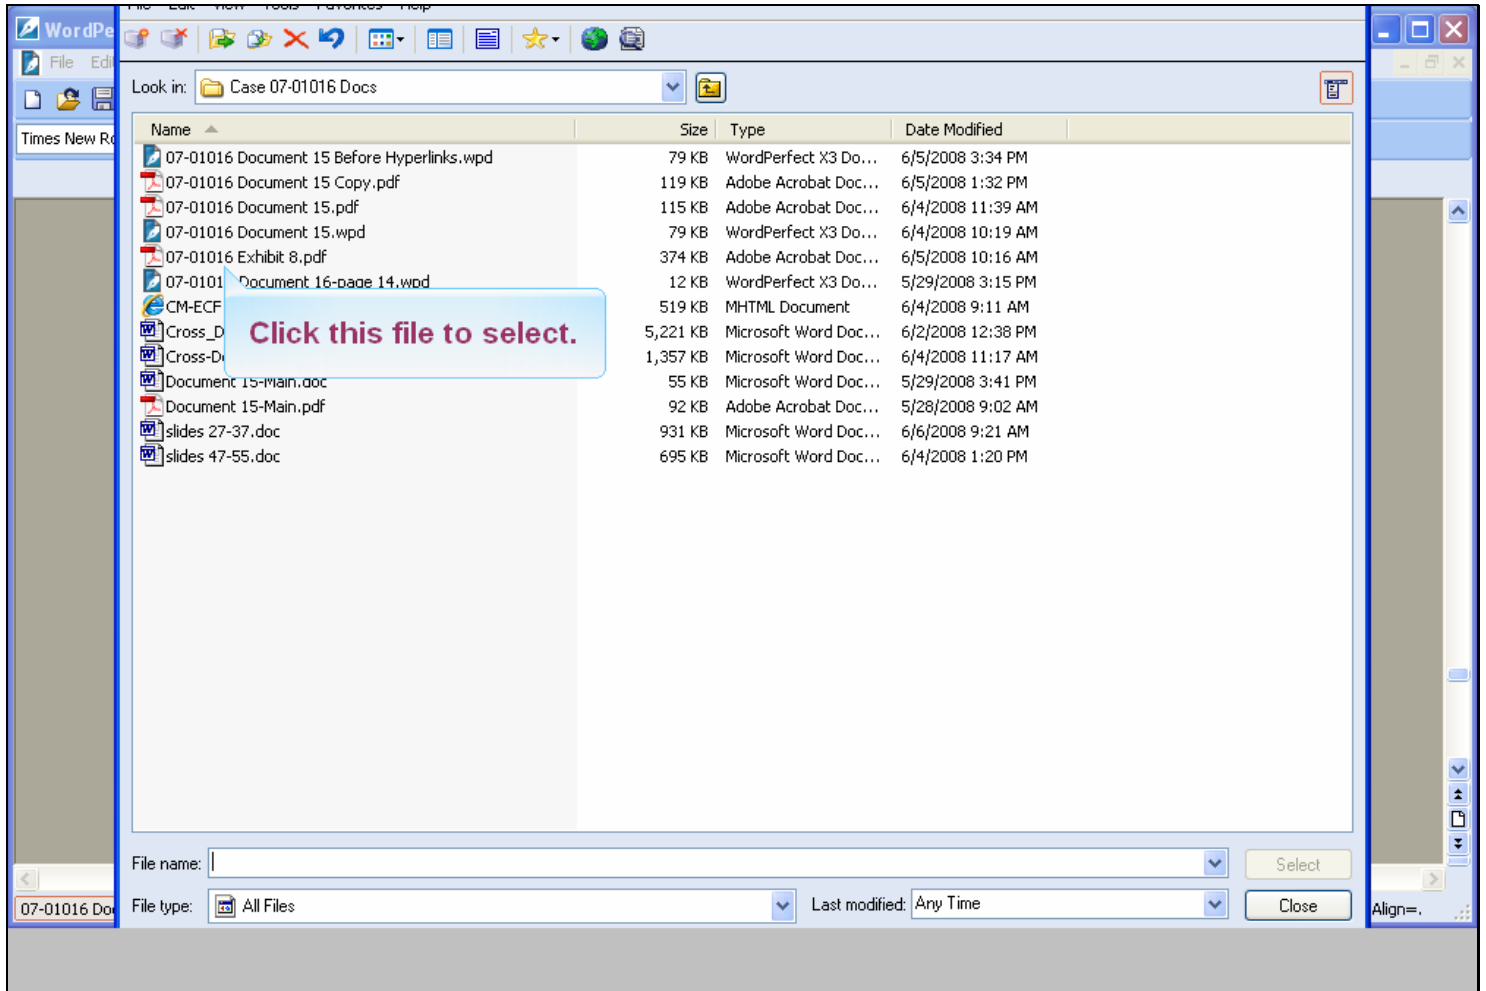 File Edit View Tools Favorites Help
WordPe
File Edi
Look in: Case 07-01016 Docs
Times New Ro
Name Size Type Date Modified
07-01016 Document 15 Before Hyperlinks.wpd 79 KB WordPerfect X3 Do... 6/5/2008 3:34 PM
07-01016 Document 15 Copy.pdf 119 KB Adobe Acrobat Doc... 6/5/2008 1:32 PM
07-01016 Document 15.pdf 115 KB Adobe Acrobat Doc... 6/4/2008 11:39 AM
07-01016 Document 15.wpd 79 KB WordPerfect X3 Do... 6/4/2008 10:19 AM
07-01016 Exhibit 8.pdf 374 KB Adobe Acrobat Doc... 6/5/2008 10:16 AM
07-0101 Document 16-page 14.wpd 12 KB WordPerfect X3 Do... 5/29/2008 3:15 PM
CM-ECF 519 KB MHTML Document 6/4/2008 9:11 AM
Cross_D 5,221 KB Microsoft Word Doc... 6/2/2008 12:38 PM
Click this file to select.
Cross-De 1,357 KB Microsoft Word Doc... 6/4/2008 11:17 AM
Document 15-Main.doc 55 KB Microsoft Word Doc... 5/29/2008 3:41 PM
Document 15-Main.pdf 92 KB Adobe Acrobat Doc... 5/28/2008 9:02 AM
slides 27-37.doc 931 KB Microsoft Word Doc... 6/6/2008 9:21 AM
slides 47-55.doc 695 KB Microsoft Word Doc... 6/4/2008 1:20 PM
File name: Select
File type: All Files Last modified: Any Time Close
07-01016 Do Align=.